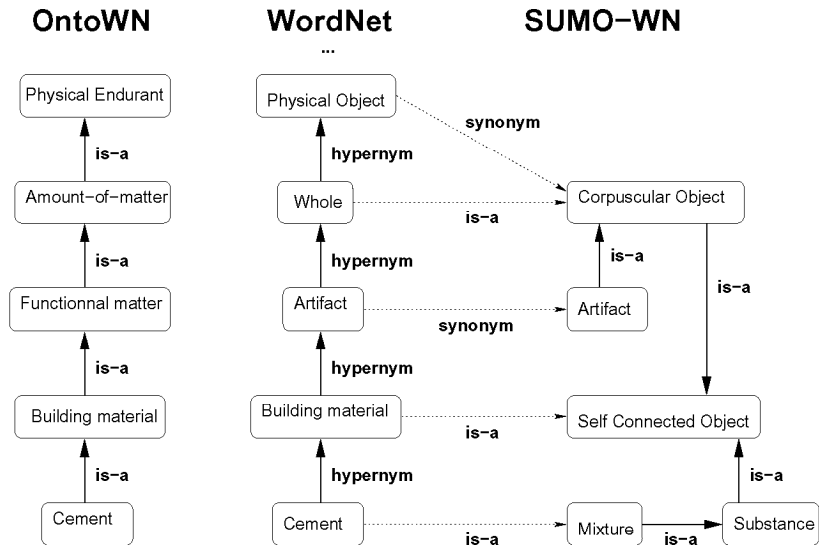 OntoWN
WordNet
SUMO−WN
...
Physical Endurant
Physical Object
synonym
is−a
hypernym
Amount−of−matter
Whole
is−a
Corpuscular Object
is−a
hypernym
is−a
is−a
Functionnal matter
Artifact
synonym
Artifact
is−a
hypernym
Building material
Building material
is−a
Self Connected Object
is−a
hypernym
is−a
Cement
Cement
is−a
Mixture
is−a
Substance